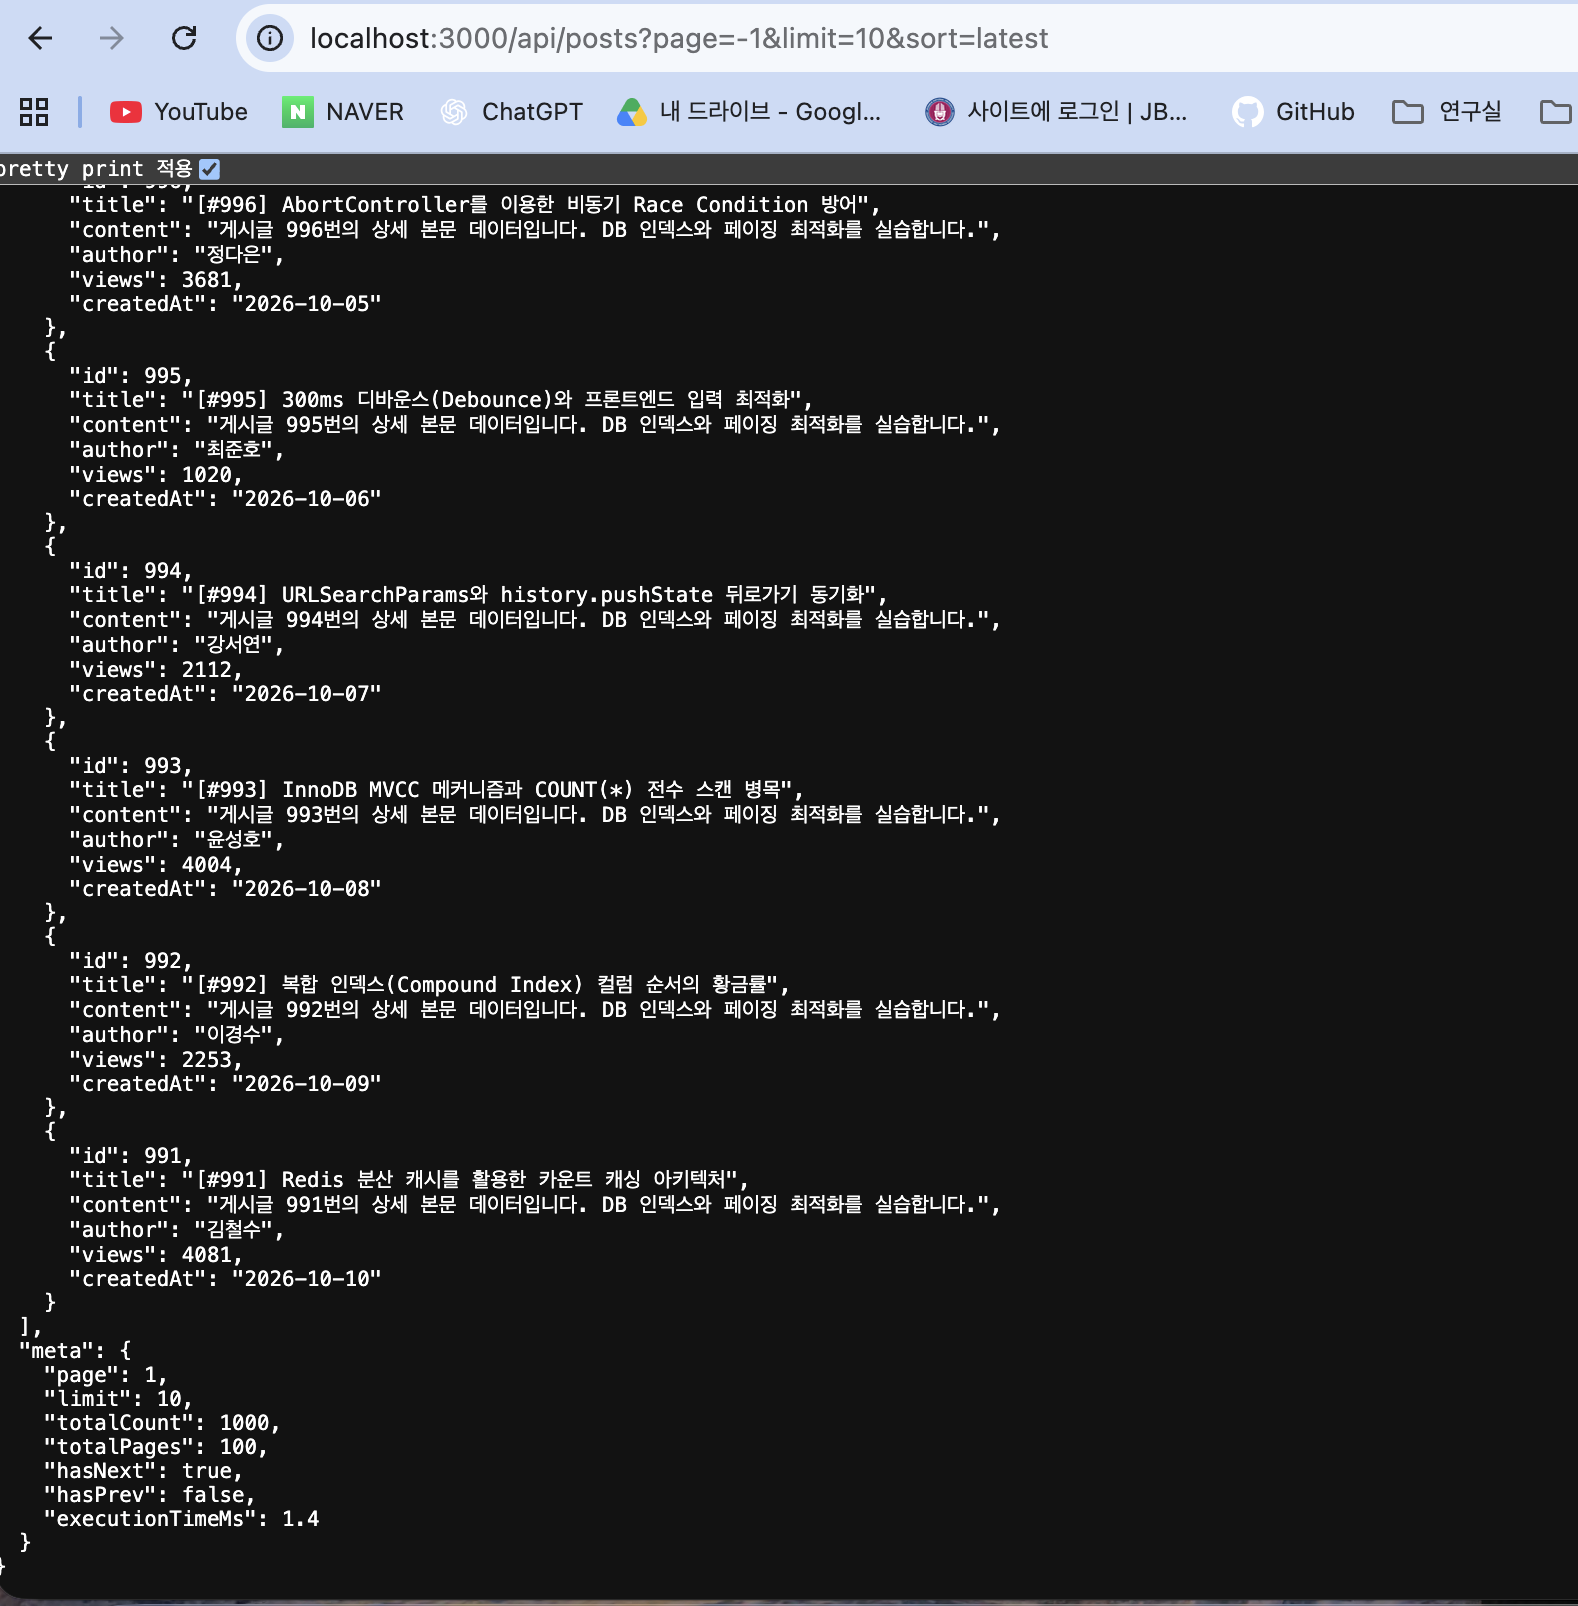 localhost:3000/api/posts?page=-1&limit=10&sort=latest
YouTube NAVER ChatGPT 내 드라이브 - Googl... 사이트에 로그인 | JB... GitHub 연구실
pretty print 적용
"title": "[#996] AbortController를 이용한 비동기 Race Condition 방어",
"content": "게시글 996번의 상세 본문 데이터입니다. DB 인덱스와 페이징 최적화를 실습합니다.",
"author": "정다은",
"views": 3681,
"createdAt": "2026-10-05"
},
{
"id": 995,
"title": "[#995] 300ms 디바운스(Debounce)와 프론트엔드 입력 최적화",
"content": "게시글 995번의 상세 본문 데이터입니다. DB 인덱스와 페이징 최적화를 실습합니다.",
"author": "최준호",
"views": 1020,
"createdAt": "2026-10-06"
},
{
"id": 994,
"title": "[#994] URLSearchParams와 history.pushState 뒤로가기 동기화",
"content": "게시글 994번의 상세 본문 데이터입니다. DB 인덱스와 페이징 최적화를 실습합니다.",
"author": "강서연",
"views": 2112,
"createdAt": "2026-10-07"
},
{
"id": 993,
"title": "[#993] InnoDB MVCC 메커니즘과 COUNT(*) 전수 스캔 병목",
"content": "게시글 993번의 상세 본문 데이터입니다. DB 인덱스와 페이징 최적화를 실습합니다.",
"author": "윤성호",
"views": 4004,
"createdAt": "2026-10-08"
},
{
"id": 992,
"title": "[#992] 복합 인덱스(Compound Index) 컬럼 순서의 황금률",
"content": "게시글 992번의 상세 본문 데이터입니다. DB 인덱스와 페이징 최적화를 실습합니다.",
"author": "이경수",
"views": 2253,
"createdAt": "2026-10-09"
},
{
"id": 991,
"title": "[#991] Redis 분산 캐시를 활용한 카운트 캐싱 아키텍처",
"content": "게시글 991번의 상세 본문 데이터입니다. DB 인덱스와 페이징 최적화를 실습합니다.",
"author": "김철수",
"views": 4081,
"createdAt": "2026-10-10"
}
],
"meta": {
"page": 1,
"limit": 10,
"totalCount": 1000,
"totalPages": 100,
"hasNext": true,
"hasPrev": false,
"executionTimeMs": 1.4
}
}